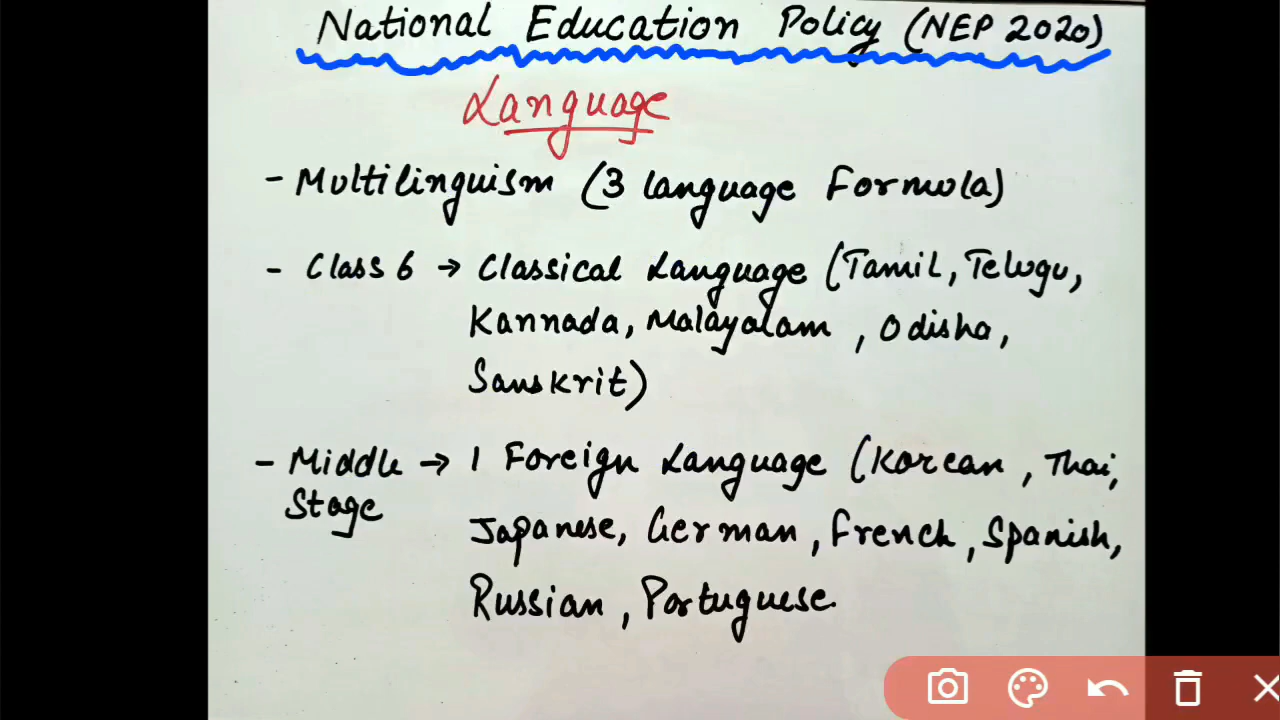 National Education Policy (NEP 2020)
Language
- Multilinguism (3 language Formula)
- Class 6 → Classical Language (Tamil, Telugu,
Kannada, Malayalam, Odisha,
Sanskrit)
- Middle → 1 Foreign Language (Korean, Thai,
Stage
Japanese, German, French, Spanish,
Russian, Portuguese.